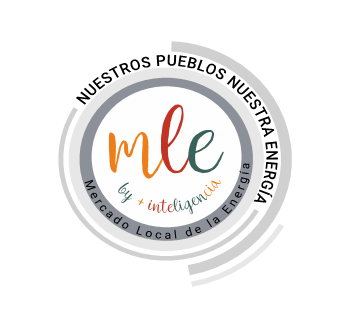 NUESTROS PUEBLOS NUESTRA ENERGÍA
mle
by + inteligencia
Mercado Local de la Energía